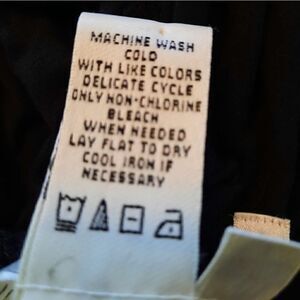 MACHINE WASH
COLD
WITH LIKE COLORS
DELICATE CYCLE
ONLY NON-CHLORINE
BLEACH
WHEN NEEDED
LAY FLAT TO DRY
COOL IRON IF
NECESSARY